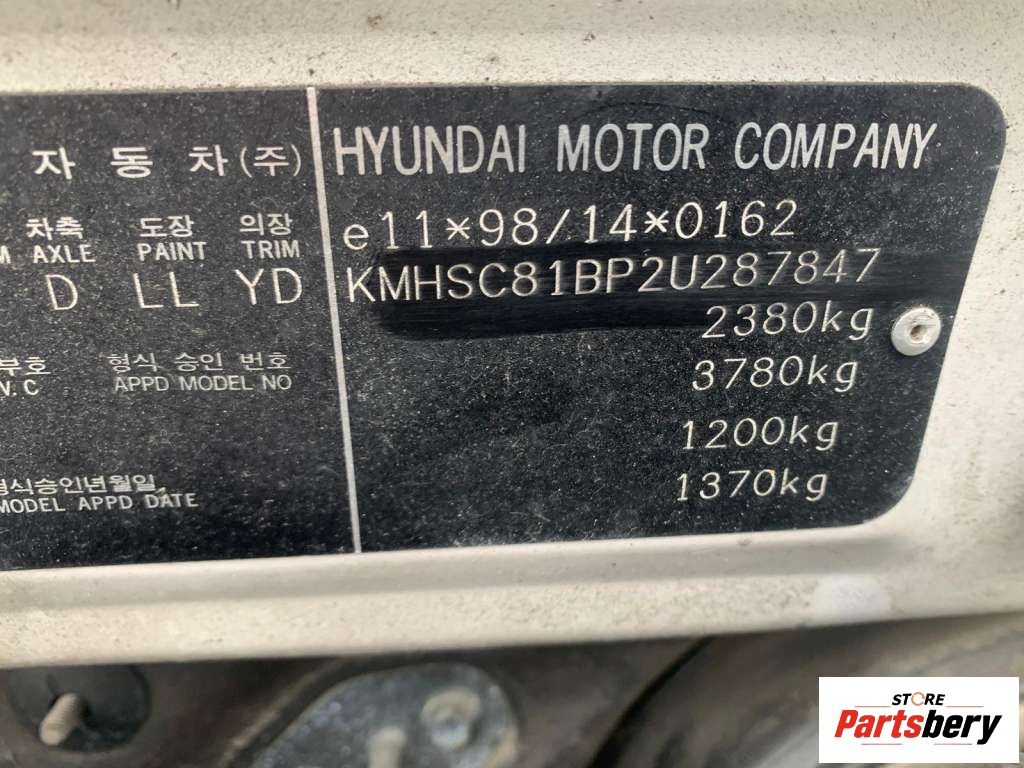 자동차(주)
차축 도장 의장
AXLE PAINT TRIM
D LL YD
부호 형식 승인 번호
V.C APPD MODEL NO
형식승인년월일
MODEL APPD DATE
HYUNDAI MOTOR COMPANY
e11*98/14*0162
KMHSC81BP2U287847
2380kg
3780kg
1200kg
1370kg
STORE
Partsbery